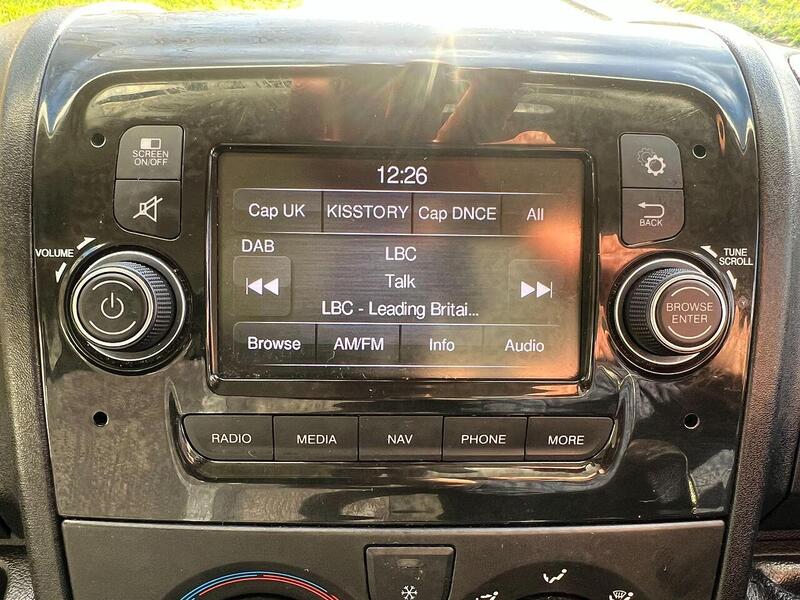 12:26
SCREEN
ON/OFF
Cap UK KISSTORY Cap DNCE All
BACK
VOLUME
DAB
LBC
TUNE
SCROLL
Talk
LBC - Leading Britai...
BROWSE
ENTER
Browse AM/FM Info Audio
RADIO MEDIA NAV PHONE MORE